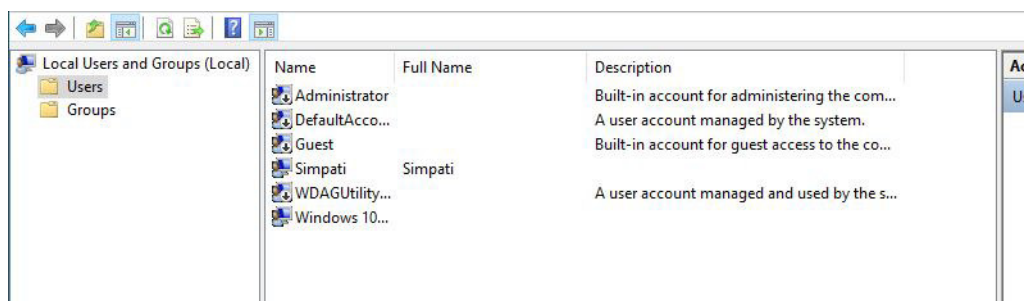 Local Users and Groups (Local)
Users
Groups
Name Full Name Description
Administrator Built-in account for administering the com...
DefaultAcco... A user account managed by the system.
Guest Built-in account for guest access to the co...
Simpati Simpati
WDAGUtility... A user account managed and used by the s...
Windows 10...
Ac
U